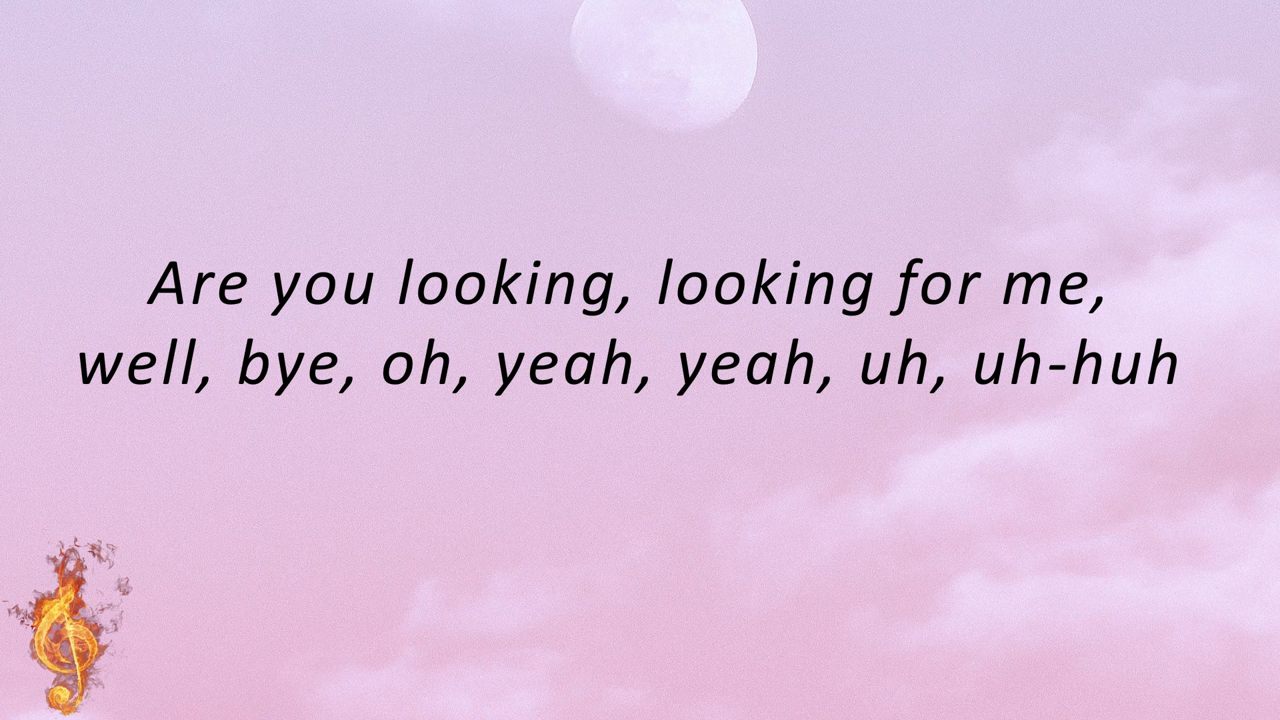 Are you looking, looking for me,
well, bye, oh, yeah, yeah, uh, uh-huh